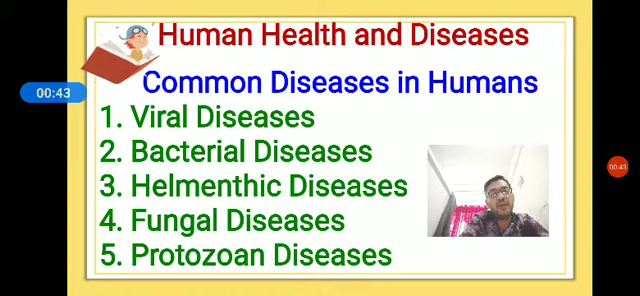 Human Health and Diseases
Common Diseases in Humans
00:43
1. Viral Diseases
2. Bacterial Diseases
3. Helmenthic Diseases
00:43
4. Fungal Diseases
5. Protozoan Diseases